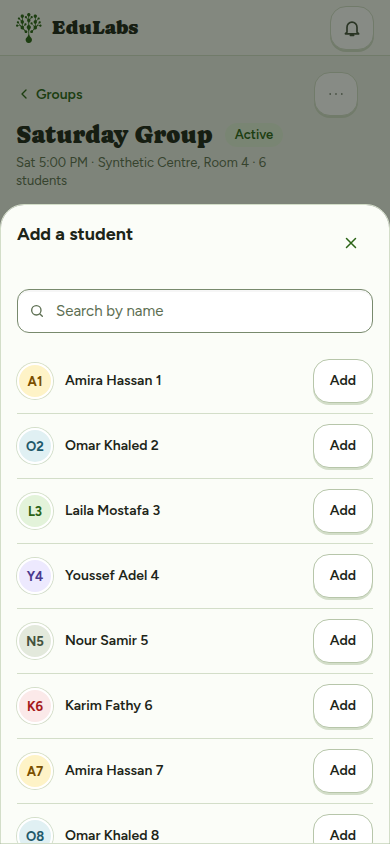 EduLabs
Groups
...
Saturday Group
Active
Sat 5:00 PM · Synthetic Centre, Room 4 · 6
students
Add a student
Search by name
A1 Amira Hassan 1 Add
O2 Omar Khaled 2 Add
L3 Laila Mostafa 3 Add
Y4 Youssef Adel 4 Add
N5 Nour Samir 5 Add
K6 Karim Fathy 6 Add
A7 Amira Hassan 7 Add
O8 Omar Khaled 8 Add